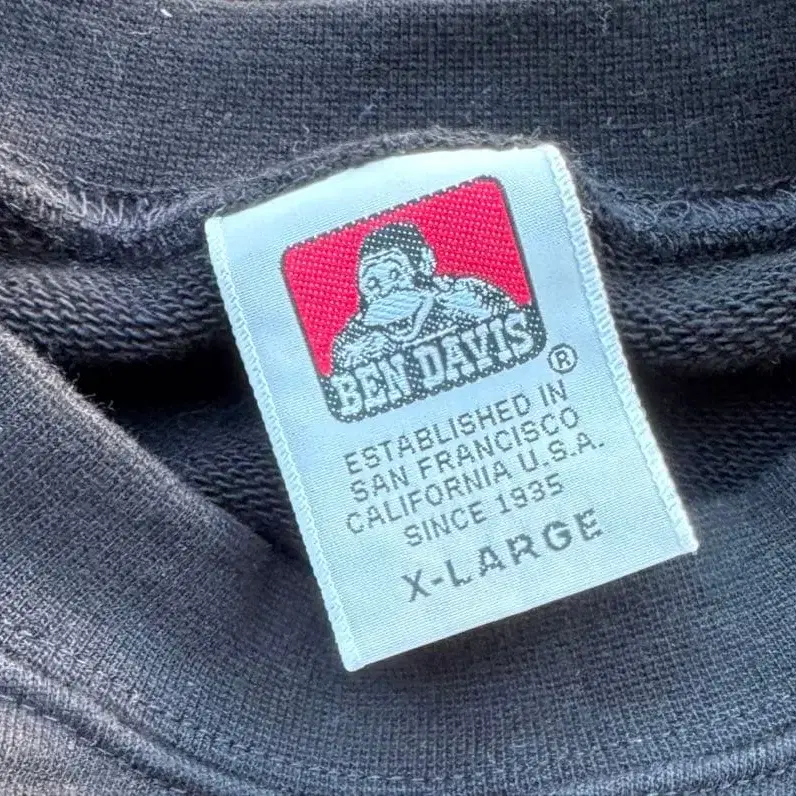 BEN DAVIS
®
ESTABLISHED IN
SAN FRANCISCO
CALIFORNIA U.S.A.
SINCE 1935
X-LARGE